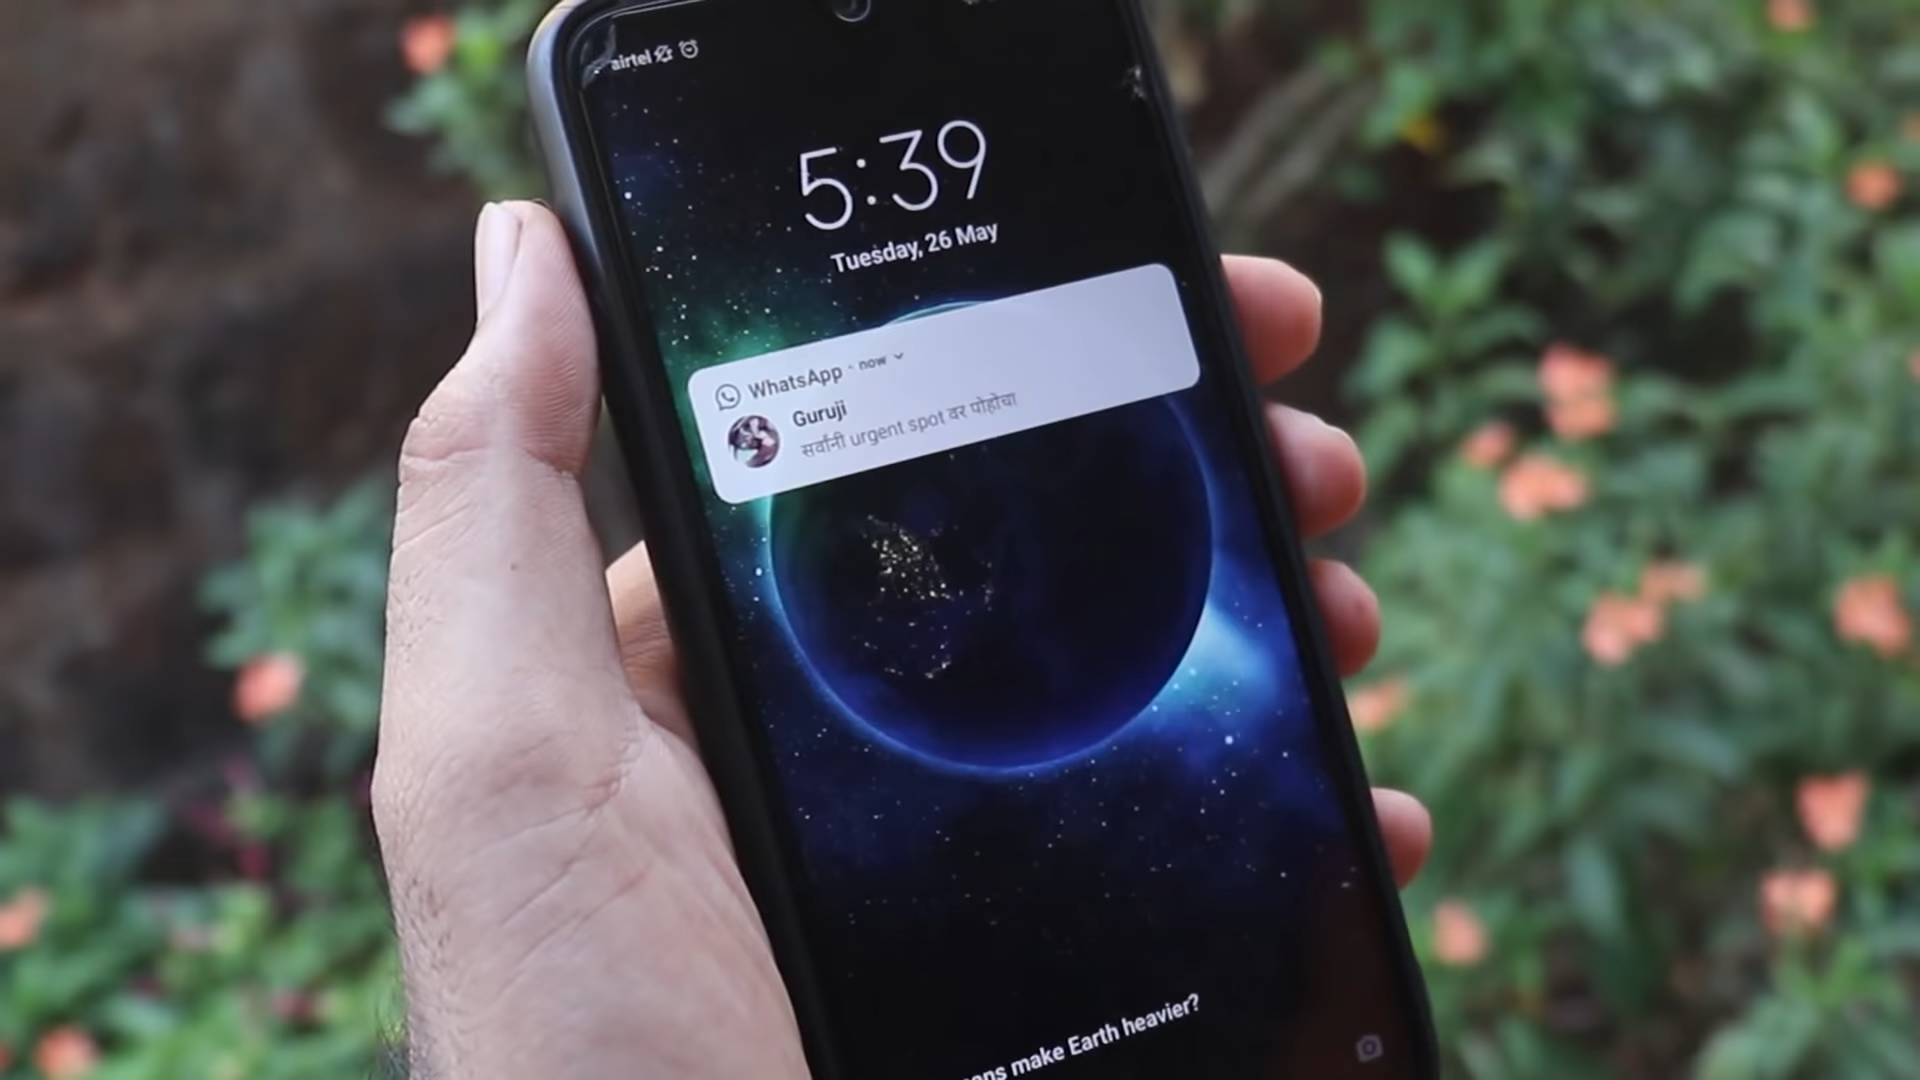 airtel
5:39
Tuesday, 26 May
WhatsApp · now
Guruji
सर्वांनी urgent spot वर पोहोचा
make Earth heavier?